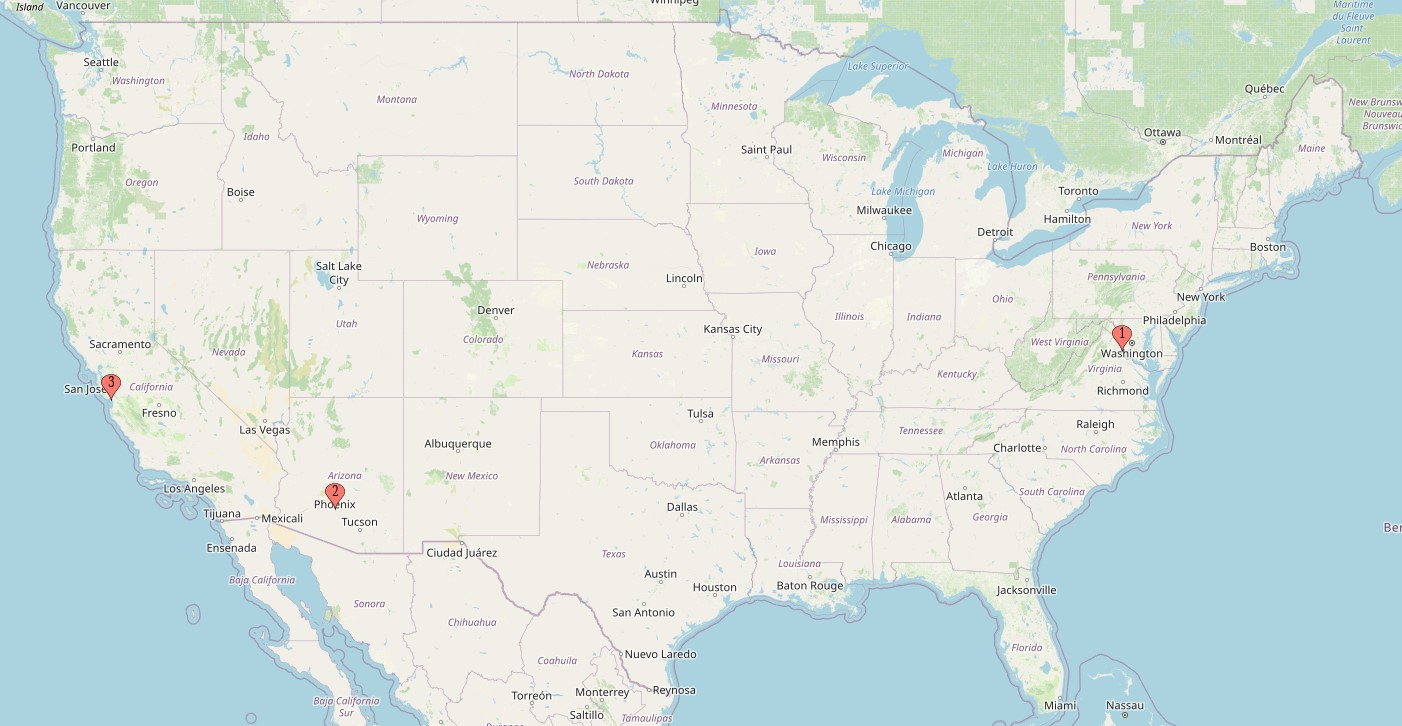 Island
Vancouver
Winnipeg
Maritime
du Fleuve
Saint-
Laurent
Seattle
Washington
North Dakota
Lake Superior
Montana
Minnesota
Québec
New Brunsw
Nouveau
Brunswic
Idaho
Ottawa
Montréal
Portland
Saint Paul
Wisconsin
Michigan
Maine
Lake Huron
Oregon
South Dakota
Boise
Lake Michigan
Toronto
Wyoming
Milwaukee
Hamilton
New York
Detroit
Chicago
Boston
Iowa
Salt Lake
City
Nebraska
Lincoln
Pennsylvania
New York
Ohio
Denver
Illinois
Indiana
Philadelphia
Utah
Colorado
Kansas City
1
Sacramento
Nevada
Kansas
Missouri
West Virginia
Washington
Virginia
Kentucky
3
San Jose
California
Richmond
Fresno
Tulsa
Las Vegas
Raleigh
Albuquerque
Oklahoma
Memphis
Tennessee
Charlotte
North Carolina
Arkansas
Arizona
New Mexico
2
Los Angeles
Phoenix
Atlanta
South Carolina
Dallas
Tijuana
Mexicali
Tucson
Mississippi
Alabama
Georgia
Ber
Ensenada
Ciudad Juárez
Texas
Louisiana
Baja California
Austin
Houston
Baton Rouge
Jacksonville
Sonora
San Antonio
Chihuahua
Florida
Nuevo Laredo
Coahuila
Baja California
Sur
Torreón
Monterrey
Reynosa
Miami
Nassau
Saltillo
Tamaulipas